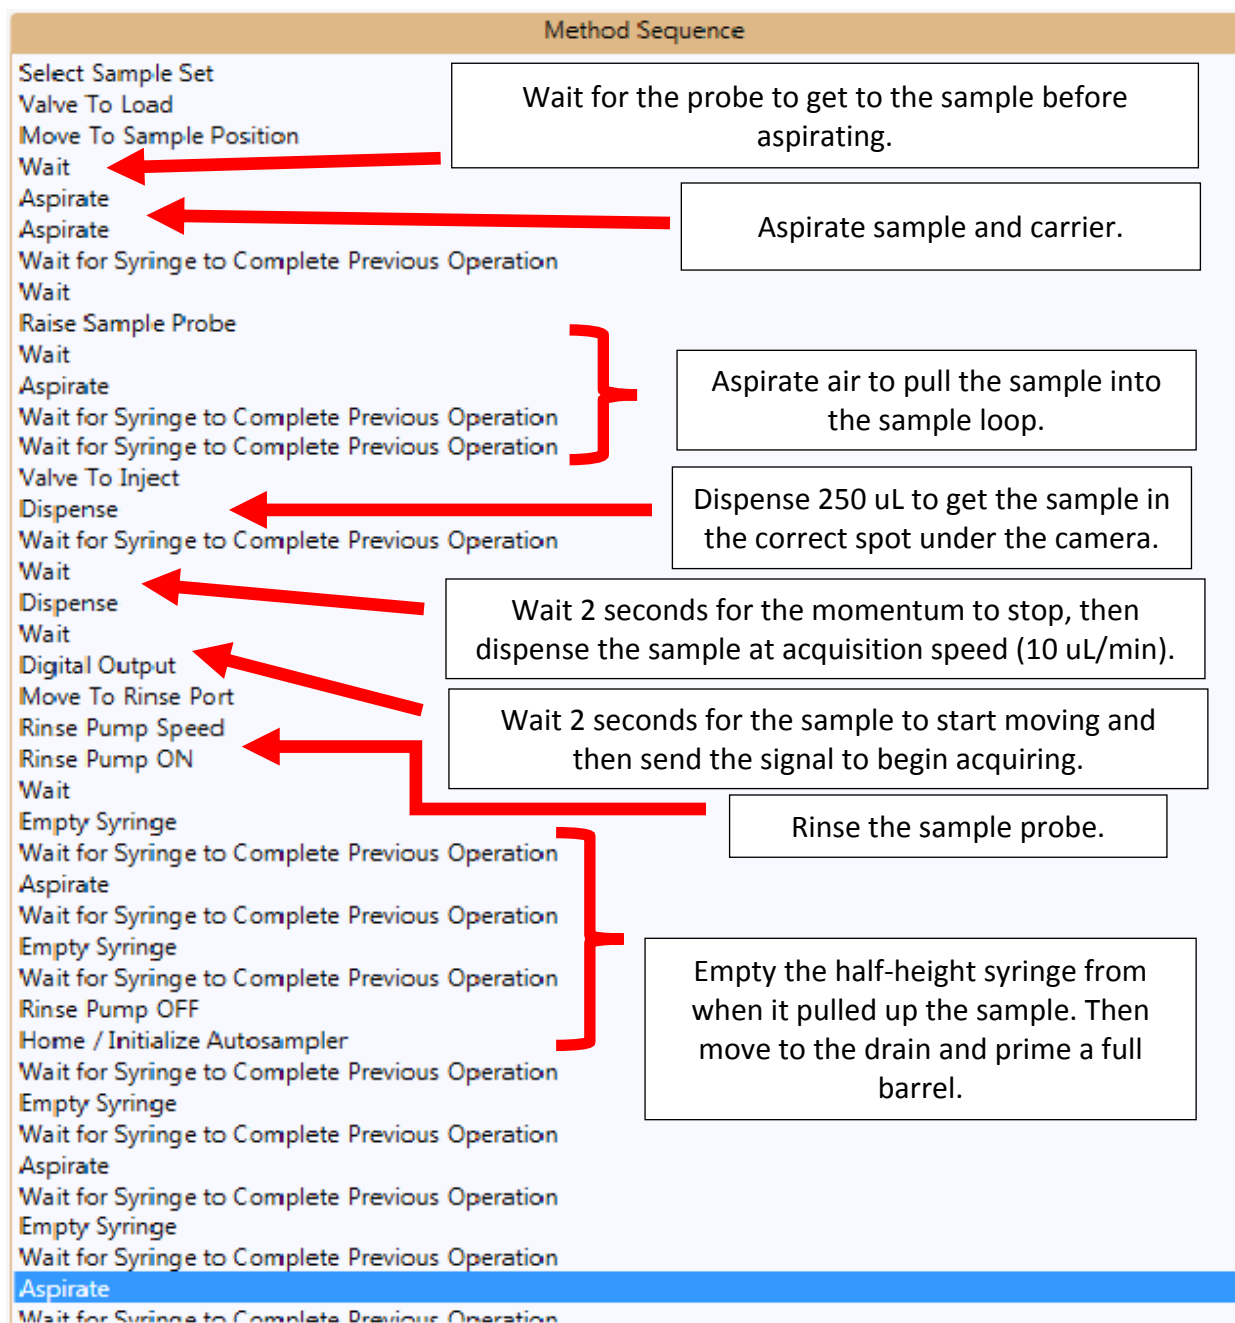 Method Sequence
Select Sample Set
Valve To Load
Move To Sample Position
Wait
Aspirate
Aspirate
Wait for Syringe to Complete Previous Operation
Wait
Raise Sample Probe
Wait
Aspirate
Wait for Syringe to Complete Previous Operation
Wait for Syringe to Complete Previous Operation
Valve To Inject
Dispense
Wait for Syringe to Complete Previous Operation
Wait
Dispense
Wait
Digital Output
Move To Rinse Port
Rinse Pump Speed
Rinse Pump ON
Wait
Empty Syringe
Wait for Syringe to Complete Previous Operation
Aspirate
Wait for Syringe to Complete Previous Operation
Empty Syringe
Wait for Syringe to Complete Previous Operation
Rinse Pump OFF
Home / Initialize Autosampler
Wait for Syringe to Complete Previous Operation
Empty Syringe
Wait for Syringe to Complete Previous Operation
Aspirate
Wait for Syringe to Complete Previous Operation
Empty Syringe
Wait for Syringe to Complete Previous Operation
Aspirate
Wait for Syringe to Complete Previous Operation
Wait for the probe to get to the sample before
aspirating.
Aspirate sample and carrier.
Aspirate air to pull the sample into
the sample loop.
Dispense 250 uL to get the sample in
the correct spot under the camera.
Wait 2 seconds for the momentum to stop, then
dispense the sample at acquisition speed (10 uL/min).
Wait 2 seconds for the sample to start moving and
then send the signal to begin acquiring.
Rinse the sample probe.
Empty the half-height syringe from
when it pulled up the sample. Then
move to the drain and prime a full
barrel.